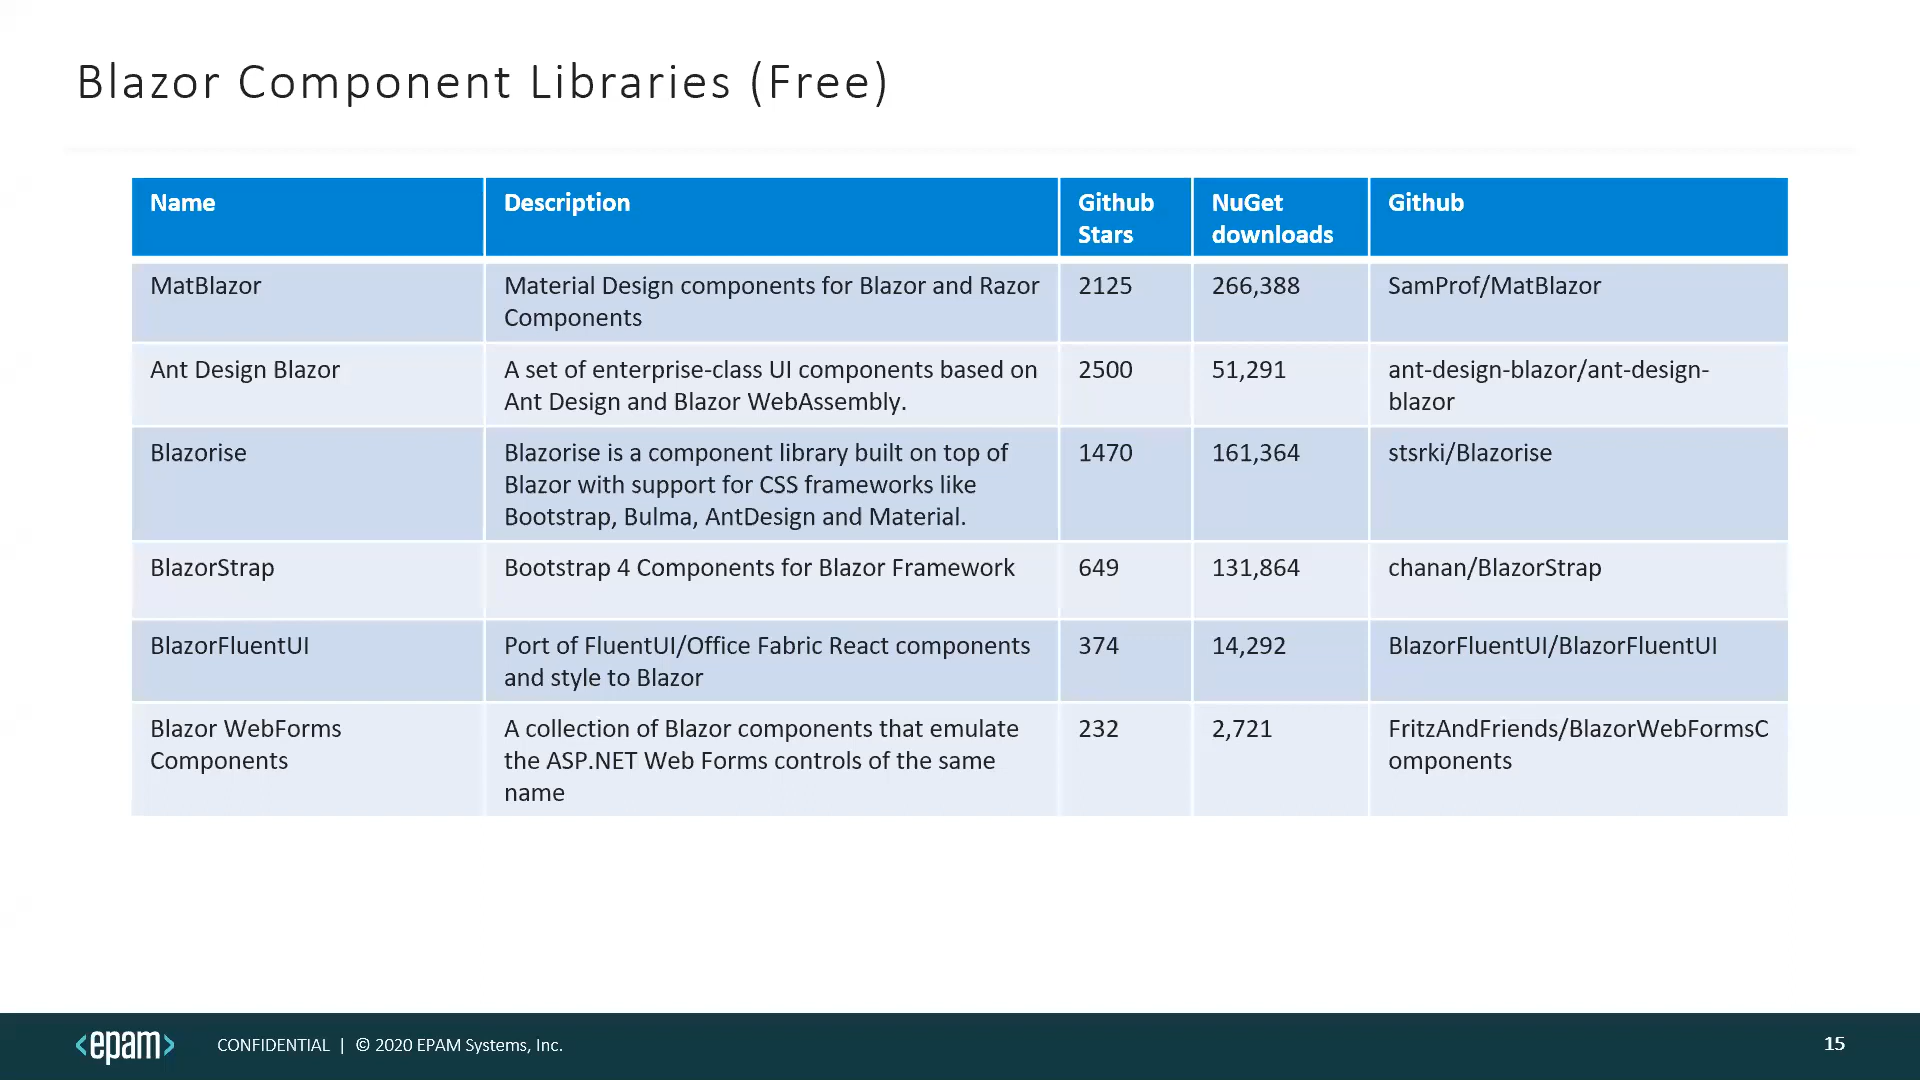 Blazor Component Libraries (Free)
Name
Description
Github
Stars
NuGet
downloads
Github
MatBlazor
Material Design components for Blazor and Razor
Components
2125
266,388
SamProf/MatBlazor
Ant Design Blazor
A set of enterprise-class UI components based on
Ant Design and Blazor WebAssembly.
2500
51,291
ant-design-blazor/ant-design-
blazor
Blazorise
Blazorise is a component library built on top of
Blazor with support for CSS frameworks like
Bootstrap, Bulma, AntDesign and Material.
1470
161,364
stsrki/Blazorise
BlazorStrap
Bootstrap 4 Components for Blazor Framework
649
131,864
chanan/BlazorStrap
BlazorFluentUI
Port of FluentUI/Office Fabric React components
and style to Blazor
374
14,292
BlazorFluentUI/BlazorFluentUI
Blazor WebForms
Components
A collection of Blazor components that emulate
the ASP.NET Web Forms controls of the same
name
232
2,721
FritzAndFriends/BlazorWebFormsC
omponents
<epam> CONFIDENTIAL | © 2020 EPAM Systems, Inc.
15